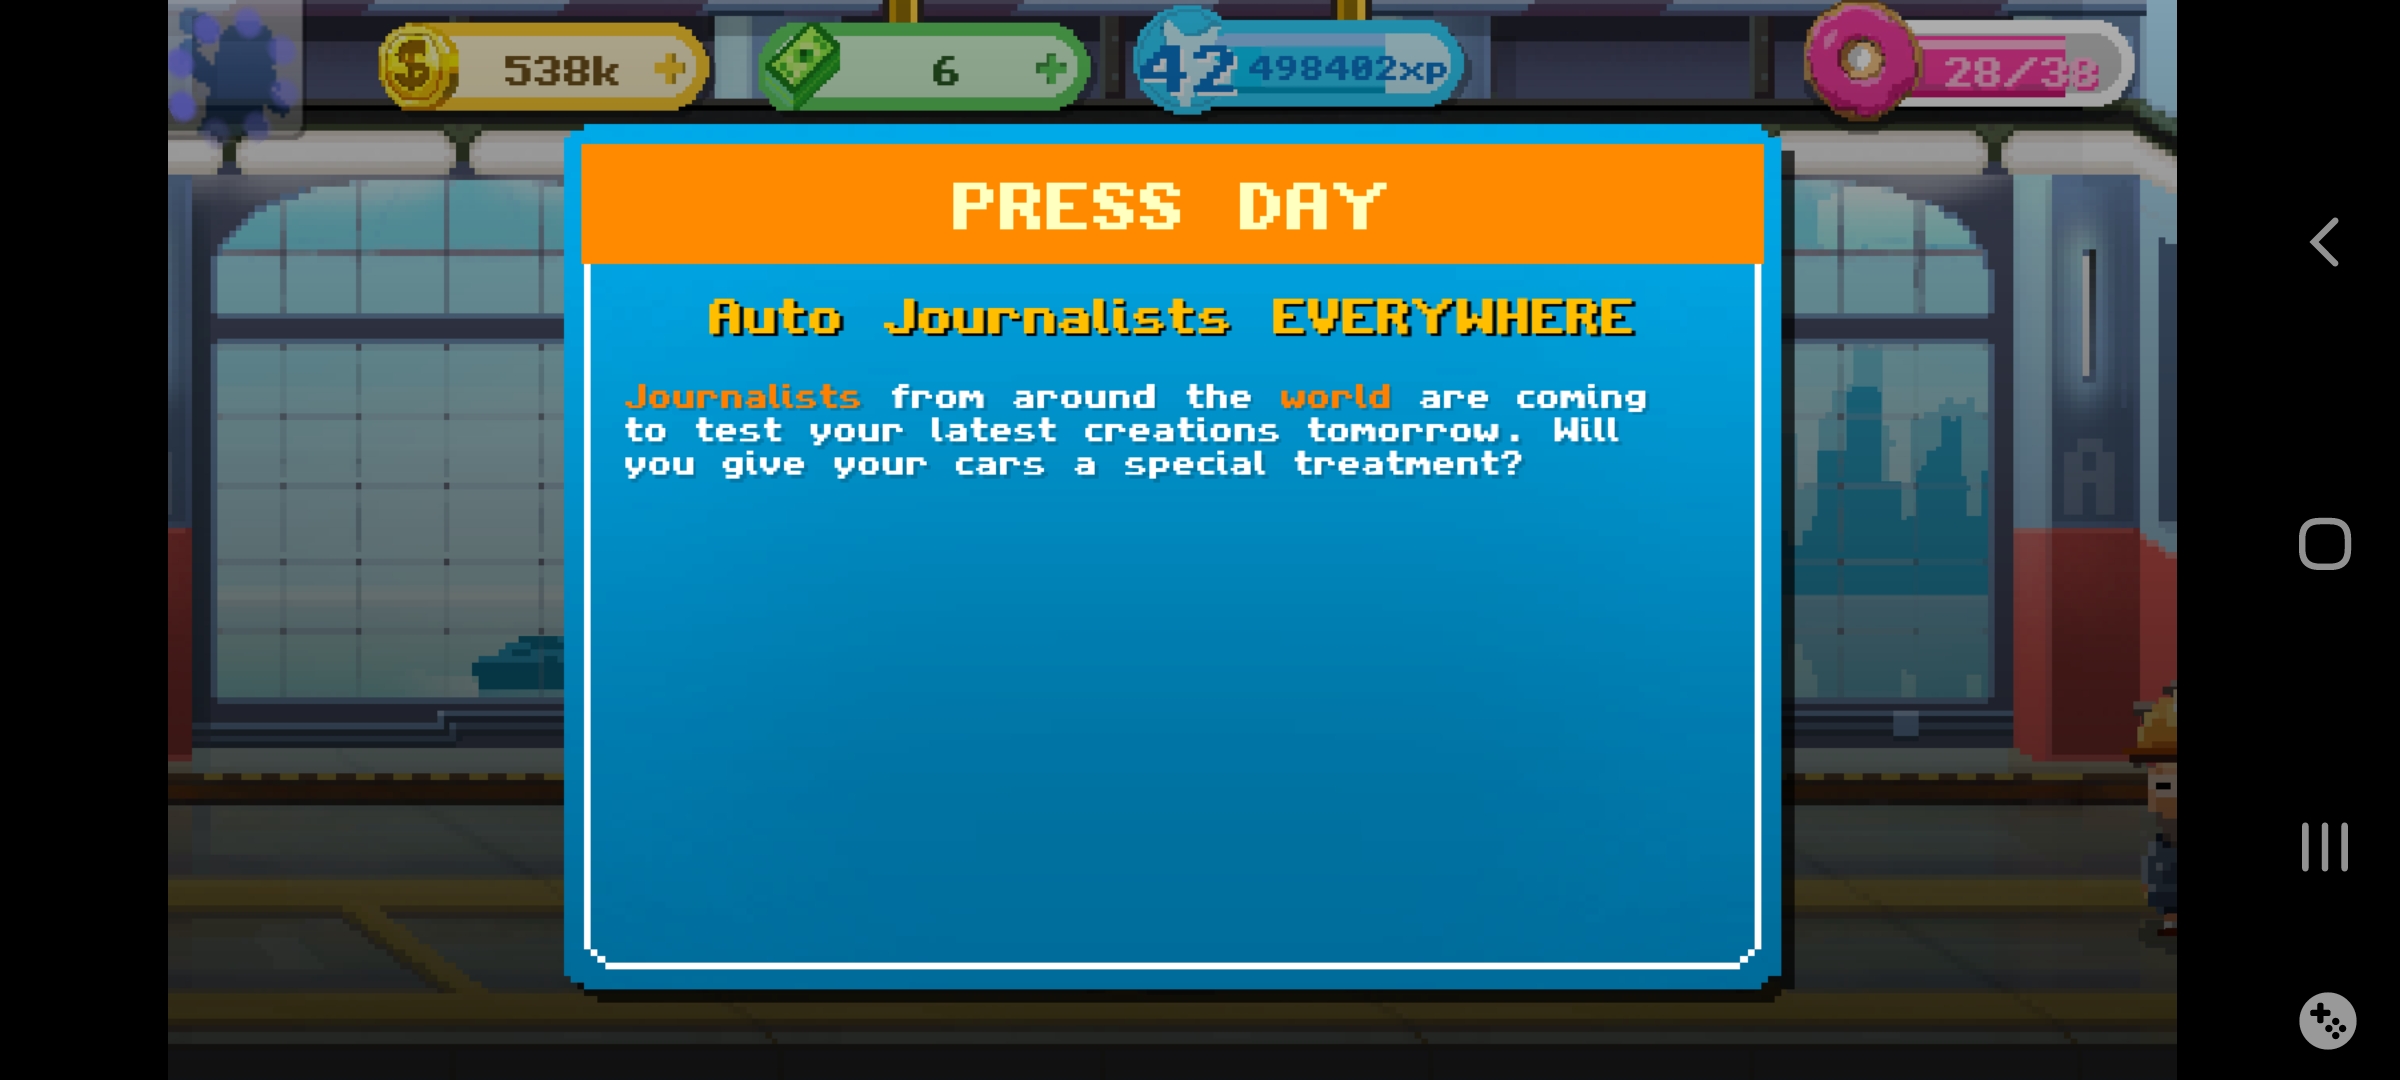 538k
6
42 498402xp
28/38
PRESS DAY
Auto Journalists EVERYWHERE
Journalists from around the world are coming
to test your latest creations tomorrow. Will
you give your cars a special treatment?
A